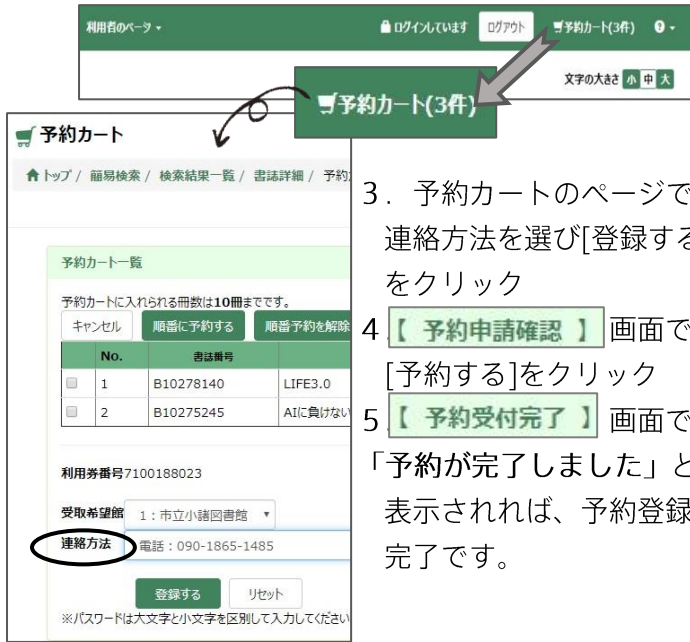 利用者のページ
ログインしています ログアウト 予約カート(3件) ?
文字の大きさ 小 中 大
予約カート(3件)
予約カート
トップ / 簡易検索 / 検索結果一覧 / 書誌詳細 / 予約
予約カート一覧
予約カートに入れられる冊数は10冊までです。
キャンセル 順番に予約する 順番予約を解除
No. 書誌番号
1 B10278140 LIFE3.0
2 B10275245 AIに負けない
利用券番号7100188023
受取希望館 1:市立小諸図書館
連絡方法 電話:090-1865-1485
登録する リセット
※パスワードは大文字と小文字を区別して入力してください
3. 予約カートのページで
連絡方法を選び[登録する
をクリック
4.【 予約申請確認 】画面で
[予約する]をクリック
5.【 予約受付完了 】画面で
「予約が完了しました」と
表示されれば、予約登録
完了です。